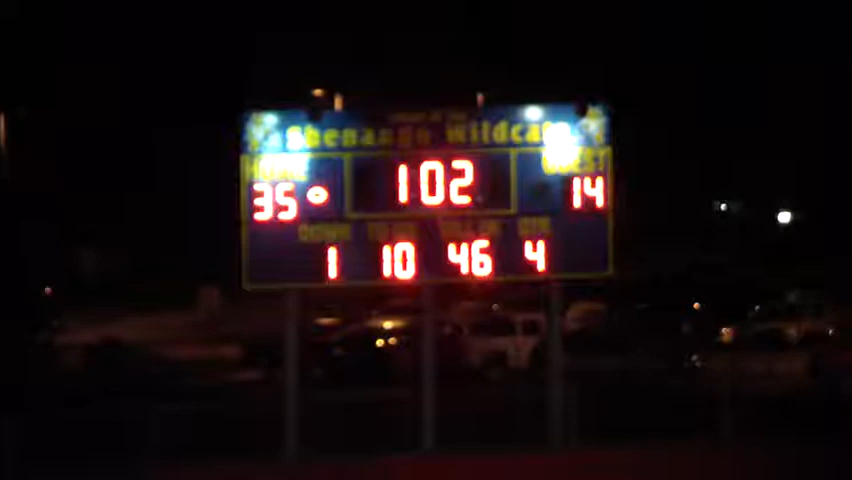 Shenango Wildcats
HOME 102 GUEST
35 14
DOWN TO GO BALL ON QTR
1 10 46 4